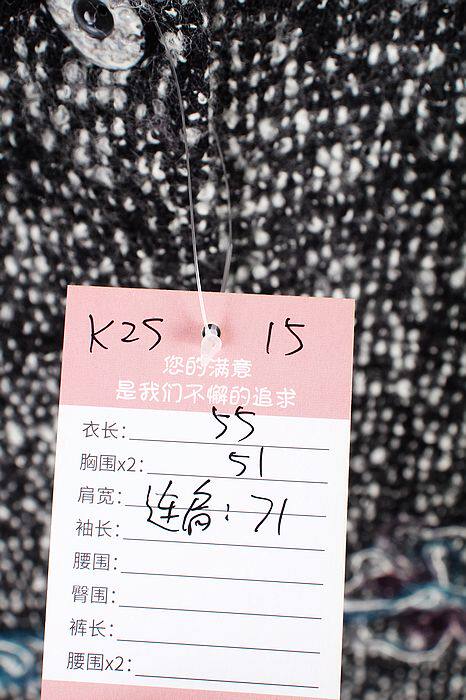 K25 15
您的满意
是我们不懈的追求
衣长: 55
胸围x2: 51
肩宽:
连肩: 71
袖长:
腰围:
臀围:
裤长:
腰围x2: